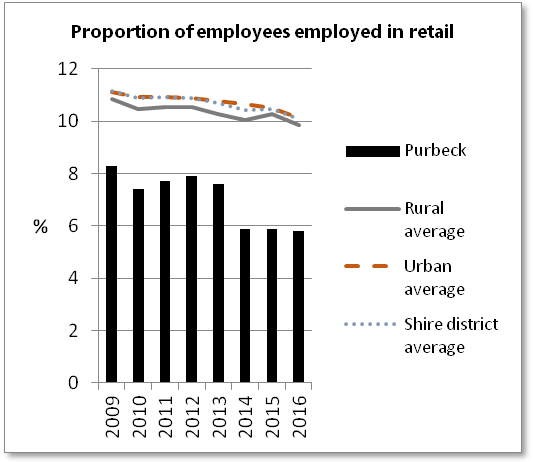 Proportion of employees employed in retail
12
10
8
6
4
2
0
%
2009
2010
2011
2012
2013
2014
2015
2016
Purbeck
Rural
average
Urban
average
Shire district
average